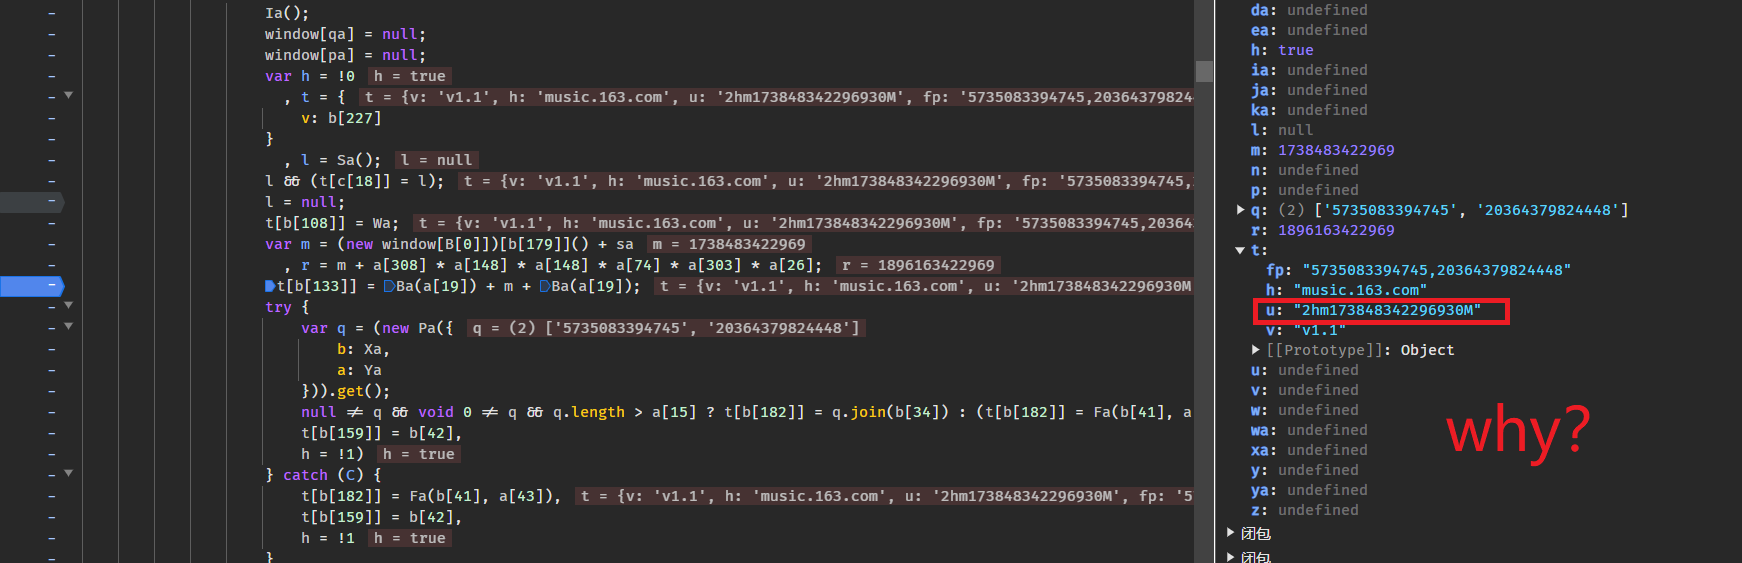 Ia();
window[qa] = null;
window[pa] = null;
var h = !0 h = true
, t = { t = {v: 'v1.1', h: 'music.163.com', u: '2hm173848342296930M', fp: '5735083394745,203643798244
v: b[227]
}
, l = Sa(); l = null
l && (t[c[18]] = l); t = {v: 'v1.1', h: 'music.163.com', u: '2hm173848342296930M', fp: '5735083394745,
l = null;
t[b[108]] = Wa; t = {v: 'v1.1', h: 'music.163.com', u: '2hm173848342296930M', fp: '5735083394745,20364
var m = (new window[B[0]])[b[179]]() + sa m = 1738483422969
, r = m + a[308] * a[148] * a[148] * a[74] * a[303] * a[26]; r = 1896163422969
t[b[133]] = Ba(a[19]) + m + Ba(a[19]); t = {v: 'v1.1', h: 'music.163.com', u: '2hm173848342296930M
try {
var q = (new Pa({ q = (2) ['5735083394745', '20364379824448']
b: Xa,
a: Ya
})).get();
null != q && void 0 != q && q.length > a[15] ? t[b[182]] = q.join(b[34]) : (t[b[182]] = Fa(b[41], a
t[b[159]] = b[42],
h = !1) h = true
} catch (C) {
t[b[182]] = Fa(b[41], a[43]), t = {v: 'v1.1', h: 'music.163.com', u: '2hm173848342296930M', fp: '5
t[b[159]] = b[42],
h = !1 h = true
}
da: undefined
ea: undefined
h: true
ia: undefined
ja: undefined
ka: undefined
l: null
m: 1738483422969
n: undefined
p: undefined
q: (2) ['5735083394745', '20364379824448']
r: 1896163422969
t:
fp: "5735083394745,20364379824448"
h: "music.163.com"
u: "2hm173848342296930M"
v: "v1.1"
[[Prototype]]: Object
u: undefined
v: undefined
w: undefined
wa: undefined
xa: undefined
y: undefined
ya: undefined
z: undefined
闭包
闭包
why?